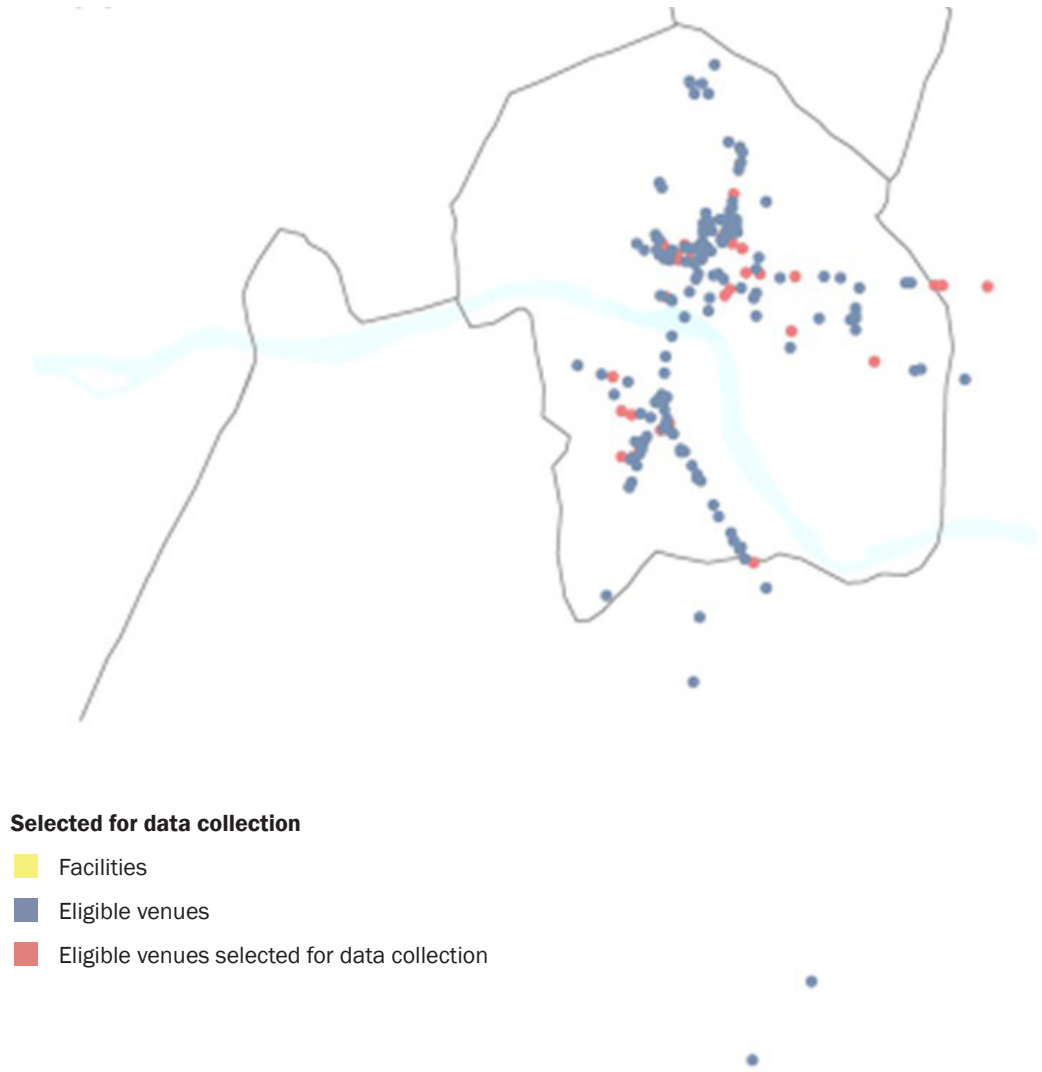 Selected for data collection
Facilities
Eligible venues
Eligible venues selected for data collection